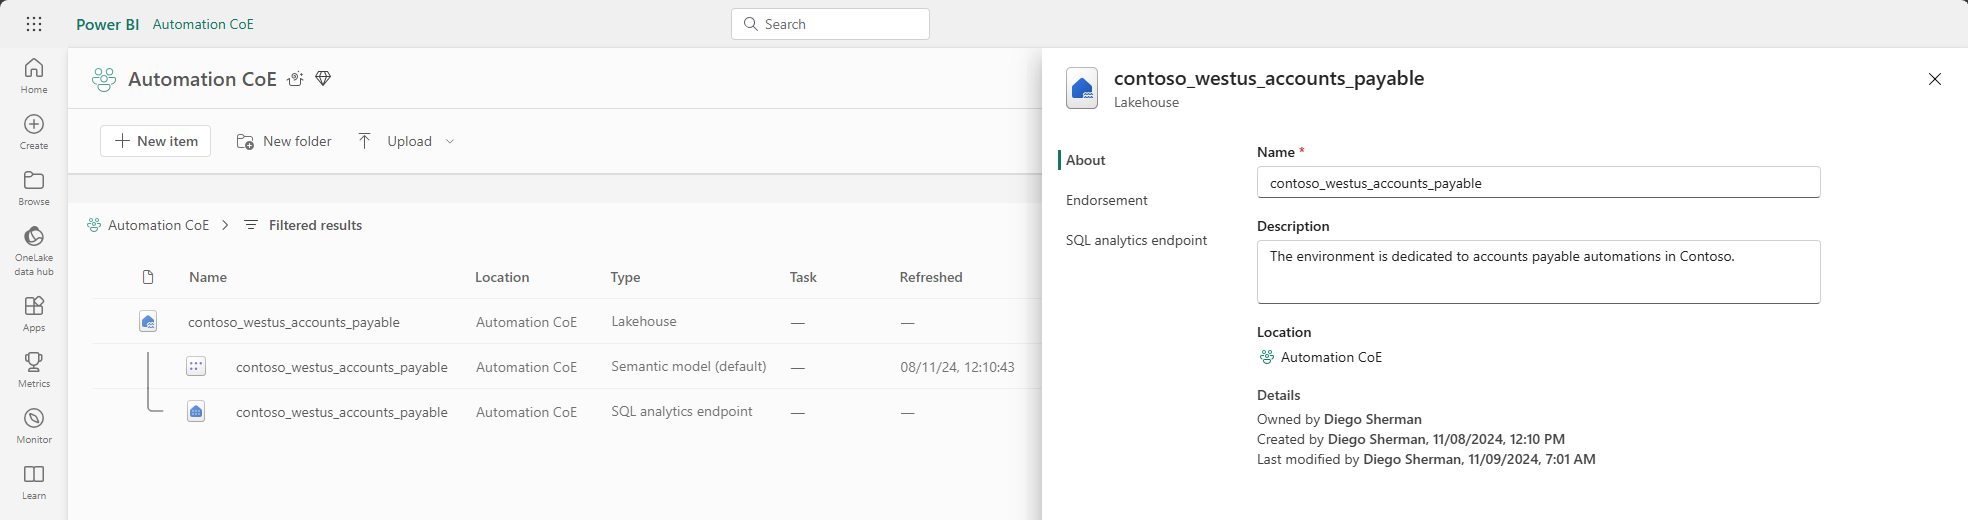 Power BI Automation CoE
Search
Home
Create
Browse
OneLake
data hub
Apps
Metrics
Monitor
Learn
Automation CoE
New item New folder Upload
Automation CoE Filtered results
Name Location Type Task Refreshed
contoso_westus_accounts_payable Automation CoE Lakehouse — —
contoso_westus_accounts_payable Automation CoE Semantic model (default) — 08/11/24, 12:10:43
contoso_westus_accounts_payable Automation CoE SQL analytics endpoint — —
contoso_westus_accounts_payable
Lakehouse
About
Endorsement
SQL analytics endpoint
Name *
contoso_westus_accounts_payable
Description
The environment is dedicated to accounts payable automations in Contoso.
Location
Automation CoE
Details
Owned by Diego Sherman
Created by Diego Sherman, 11/08/2024, 12:10 PM
Last modified by Diego Sherman, 11/09/2024, 7:01 AM